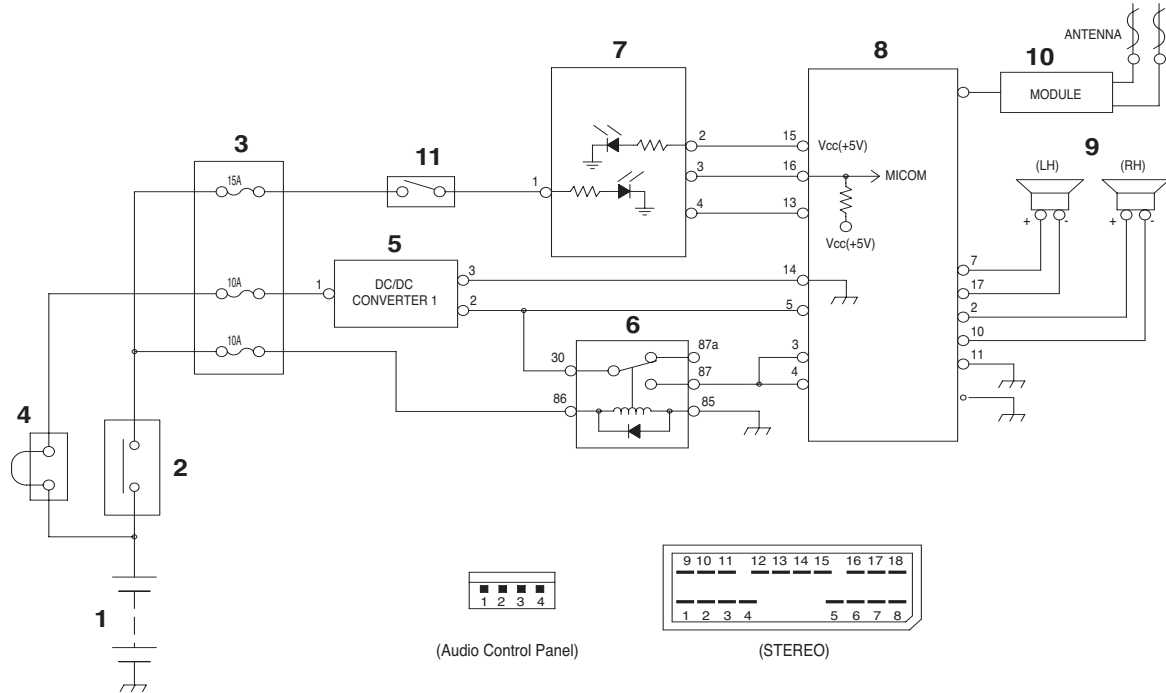 ANTENNA
10
MODULE
7
8
9
(LH)
(RH)
+ -
+ -
3
11
15A
1
2
3
4
15
16
13
Vcc(+5V)
MICOM
Vcc(+5V)
5
DC/DC
CONVERTER 1
10A
1
3
2
14
5
7
17
2
10
11
10A
6
30
87a
87
86
85
3
4
4
2
1
1 2 3 4
(Audio Control Panel)
9 10 11 12 13 14 15 16 17 18
1 2 3 4 5 6 7 8
(STEREO)